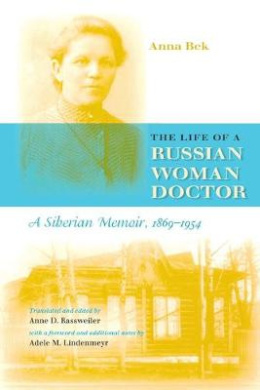 Anna Bek
THE LIFE OF A
RUSSIAN
WOMAN
DOCTOR
A Siberian Memoir, 1869–1954
Translated and edited by
Anne D. Rassweiler
with a foreword and additional notes by
Adele M. Lindenmeyr